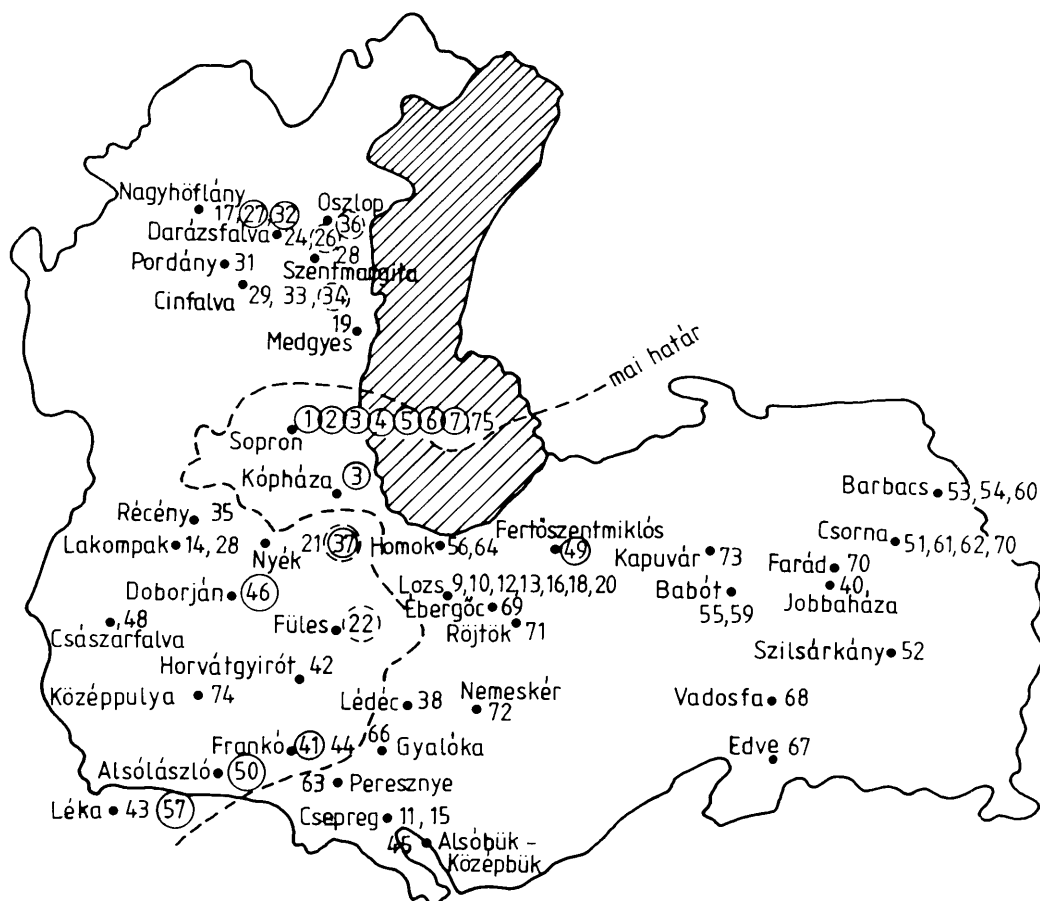 Nagyhöflány
17, 27, 32
Oszlop
36
Darázsfalva
24, 26
28
Pordány 31
Szentmargita
Cinfalva
29, 33, 34,
19
Medgyes
mai határ
1 2 3 4 5 6 7, 75
Sopron
Kópháza 3
Barbacs 53, 54, 60
Récény 35
Lakompak 14, 28
Nyék
21 37
Homok 56, 64
Fertőszentmiklós
49
Kapuvár 73
Csorna
51, 61, 62, 70
Farád 70
40
Jobbaháza
Doborján 46
Lozs 9, 10, 12, 13, 16, 18, 20
Ebergőc 69
Röjtök 71
Babót
55, 59
48
Császárfalva
Füles 22
Szilsárkány 52
Horvátgyirót 42
Középpulya 74
Lédéc 38
Nemeskér
72
Vadosfa 68
Frankó 41 44
66
Gyalóka
Edve 67
Alsólászló 50
63 Peresznye
Léka 43 57
Csepreg 11, 15
45
Alsóbük –
Középbük